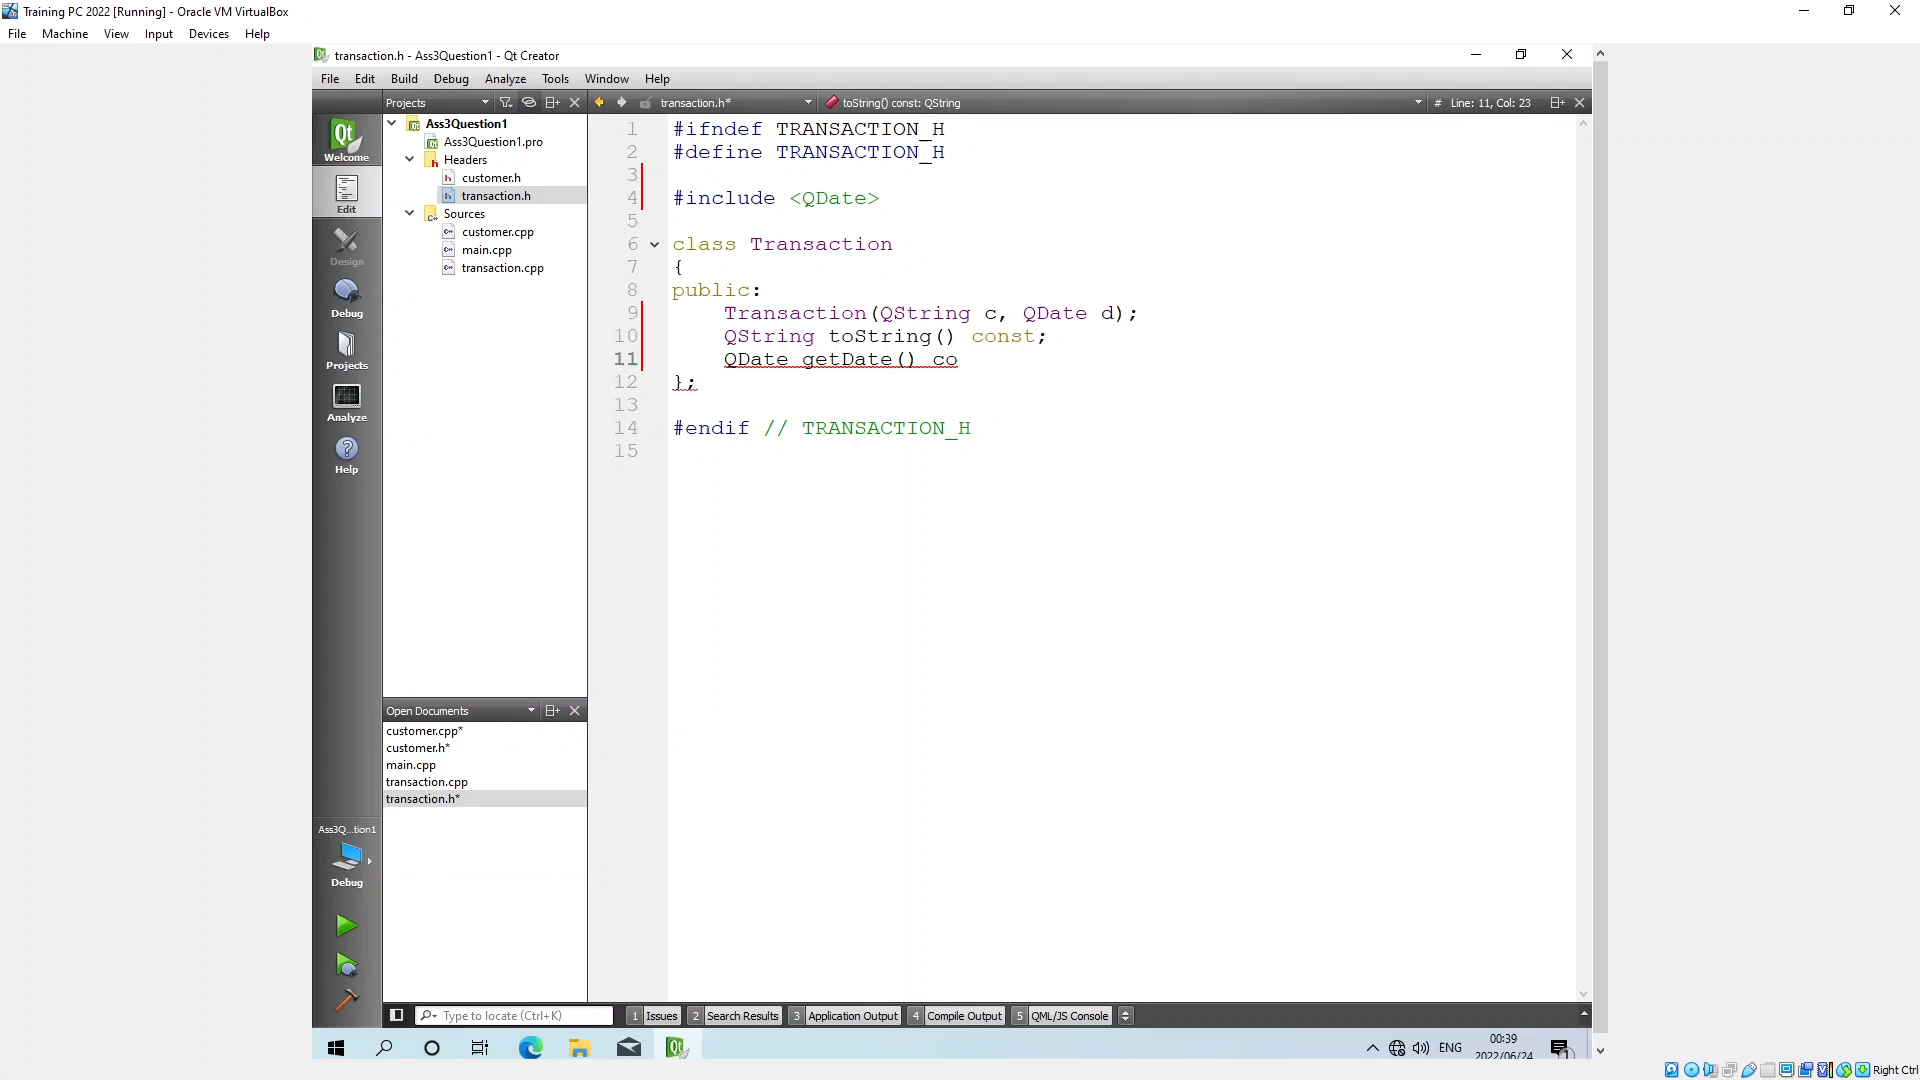 Training PC 2022 [Running] - Oracle VM VirtualBox
File Machine View Input Devices Help
transaction.h - Ass3Question1 - Qt Creator
File Edit Build Debug Analyze Tools Window Help
Projects
transaction.h*
toString() const: QString
# Line: 11, Col: 23
Qt
Welcome
Edit
Design
Debug
Projects
Analyze
Help
Ass3Question1
Ass3Question1.pro
Headers
customer.h
transaction.h
Sources
customer.cpp
main.cpp
transaction.cpp
1 #ifndef TRANSACTION_H
2 #define TRANSACTION_H
3
4 #include <QDate>
5
6 class Transaction
7 {
8 public:
9 Transaction(QString c, QDate d);
10 QString toString() const;
11 QDate getDate() co
12 };
13
14 #endif // TRANSACTION_H
15
Open Documents
customer.cpp*
customer.h*
main.cpp
transaction.cpp
transaction.h*
Ass3Q...tion1
Debug
Type to locate (Ctrl+K)
1 Issues 2 Search Results 3 Application Output 4 Compile Output 5 QML/JS Console
ENG
00:39
2022/06/24
Right Ctrl